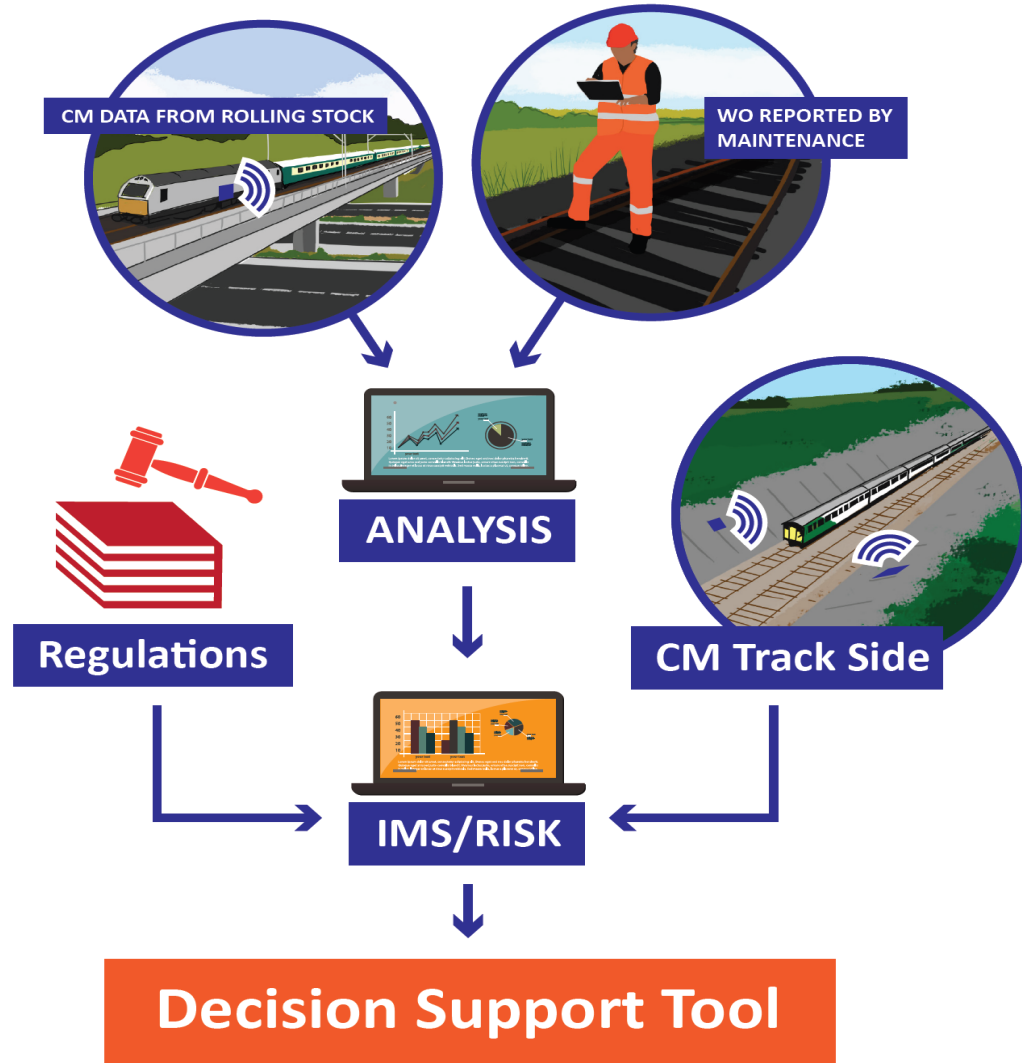 CM DATA FROM ROLLING STOCK
WO REPORTED BY
MAINTENANCE
ANALYSIS
Regulations
CM Track Side
IMS/RISK
Decision Support Tool